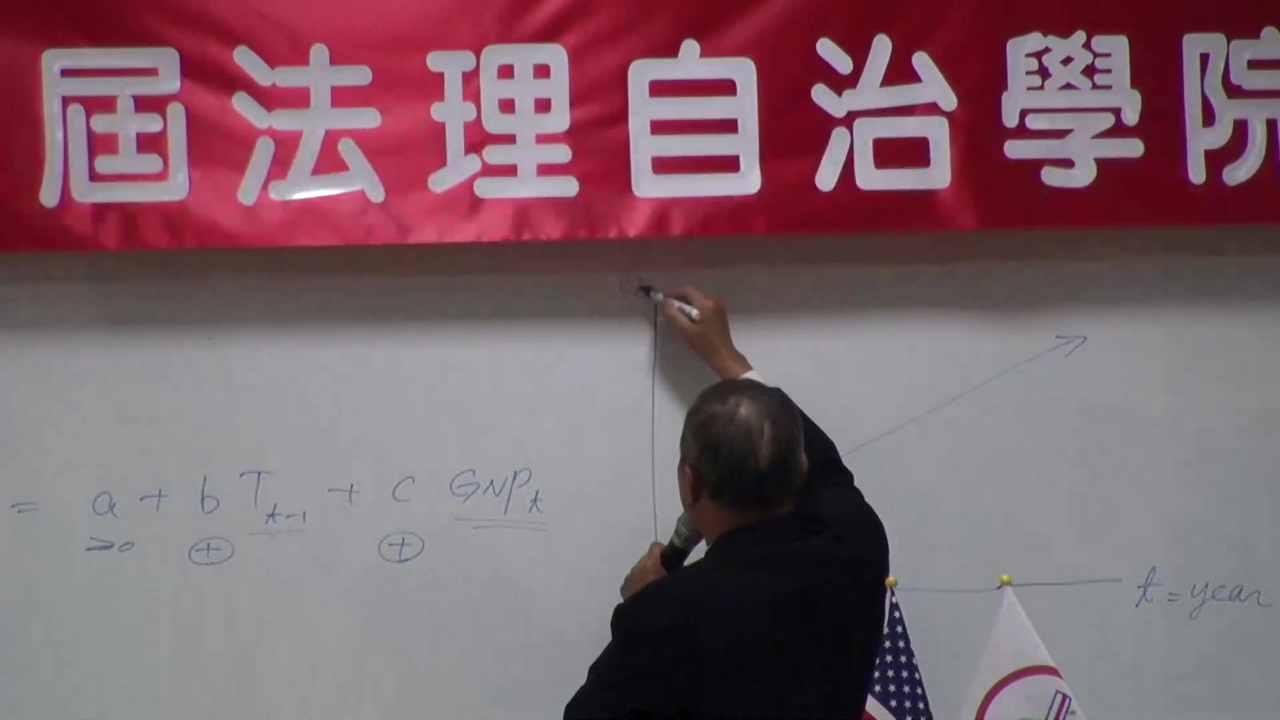 屆法理自治學院
= a + b T_{t-1} + c GNP_t
≥0 (+) (+)
t = year